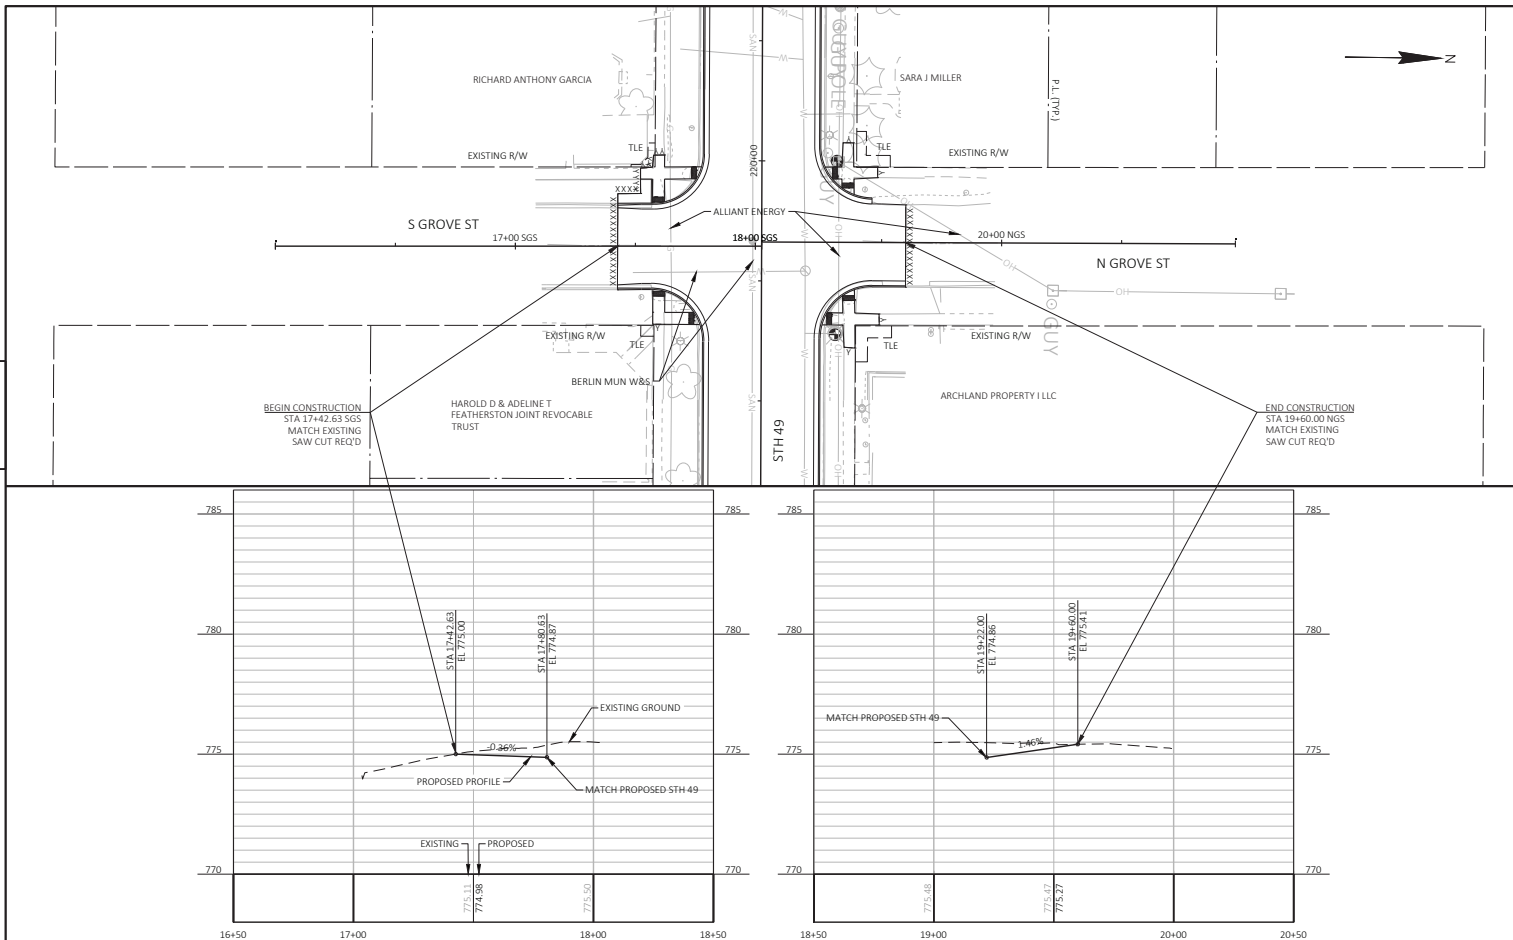 RICHARD ANTHONY GARCIA
SARA J MILLER
P.L. (TYP.)
N
GUYPOLE
GUY
SAN
W
OH
TLE
TLE
EXISTING R/W
EXISTING R/W
220+00
XXXX
S GROVE ST
ALLIANT ENERGY
17+00 SGS
18+00 SGS
20+00 NGS
N GROVE ST
OH
OH
SAN
W
GUY
EXISTING R/W
TLE
TLE
EXISTING R/W
BERLIN MUN W&S
BEGIN CONSTRUCTION
STA 17+42.63 SGS
MATCH EXISTING
SAW CUT REQ'D
HAROLD D & ADELINE T
FEATHERSTON JOINT REVOCABLE
TRUST
STH 49
ARCHLAND PROPERTY I LLC
END CONSTRUCTION
STA 19+60.00 NGS
MATCH EXISTING
SAW CUT REQ'D
785
785
785
785
780
780
780
780
STA 17+42.63
EL 775.00
STA 17+80.63
EL 774.87
STA 19+22.00
EL 774.86
STA 19+60.00
EL 775.41
EXISTING GROUND
MATCH PROPOSED STH 49
775
775
775
775
-0.36%
1.46%
PROPOSED PROFILE
MATCH PROPOSED STH 49
EXISTING
PROPOSED
770
770
770
770
775.11
774.98
775.50
775.48
775.47
775.27
16+50
17+00
18+00
18+50
18+50
19+00
20+00
20+50